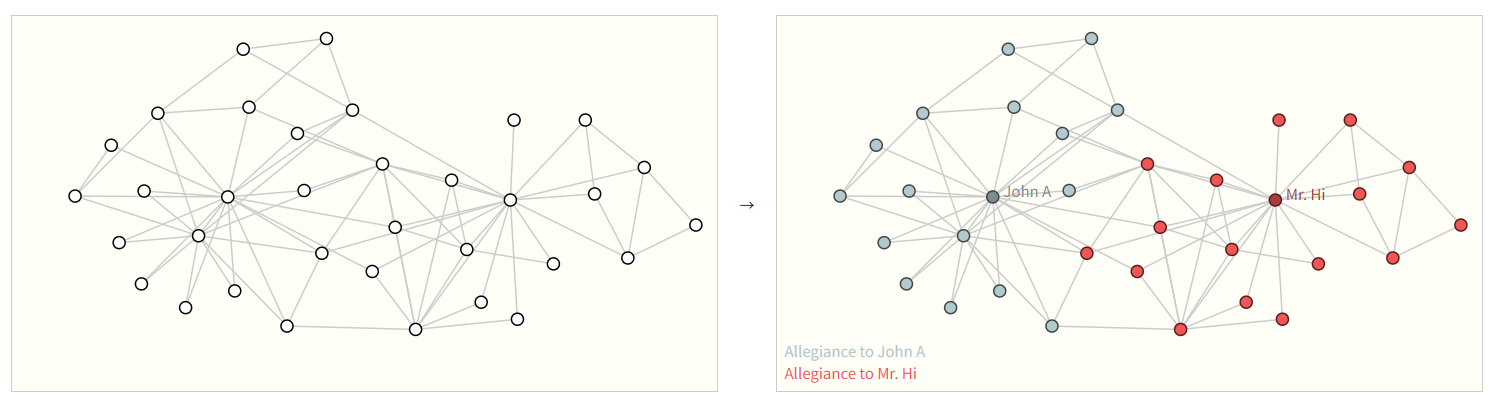 →
John A
Mr. Hi
Allegiance to John A
Allegiance to Mr. Hi